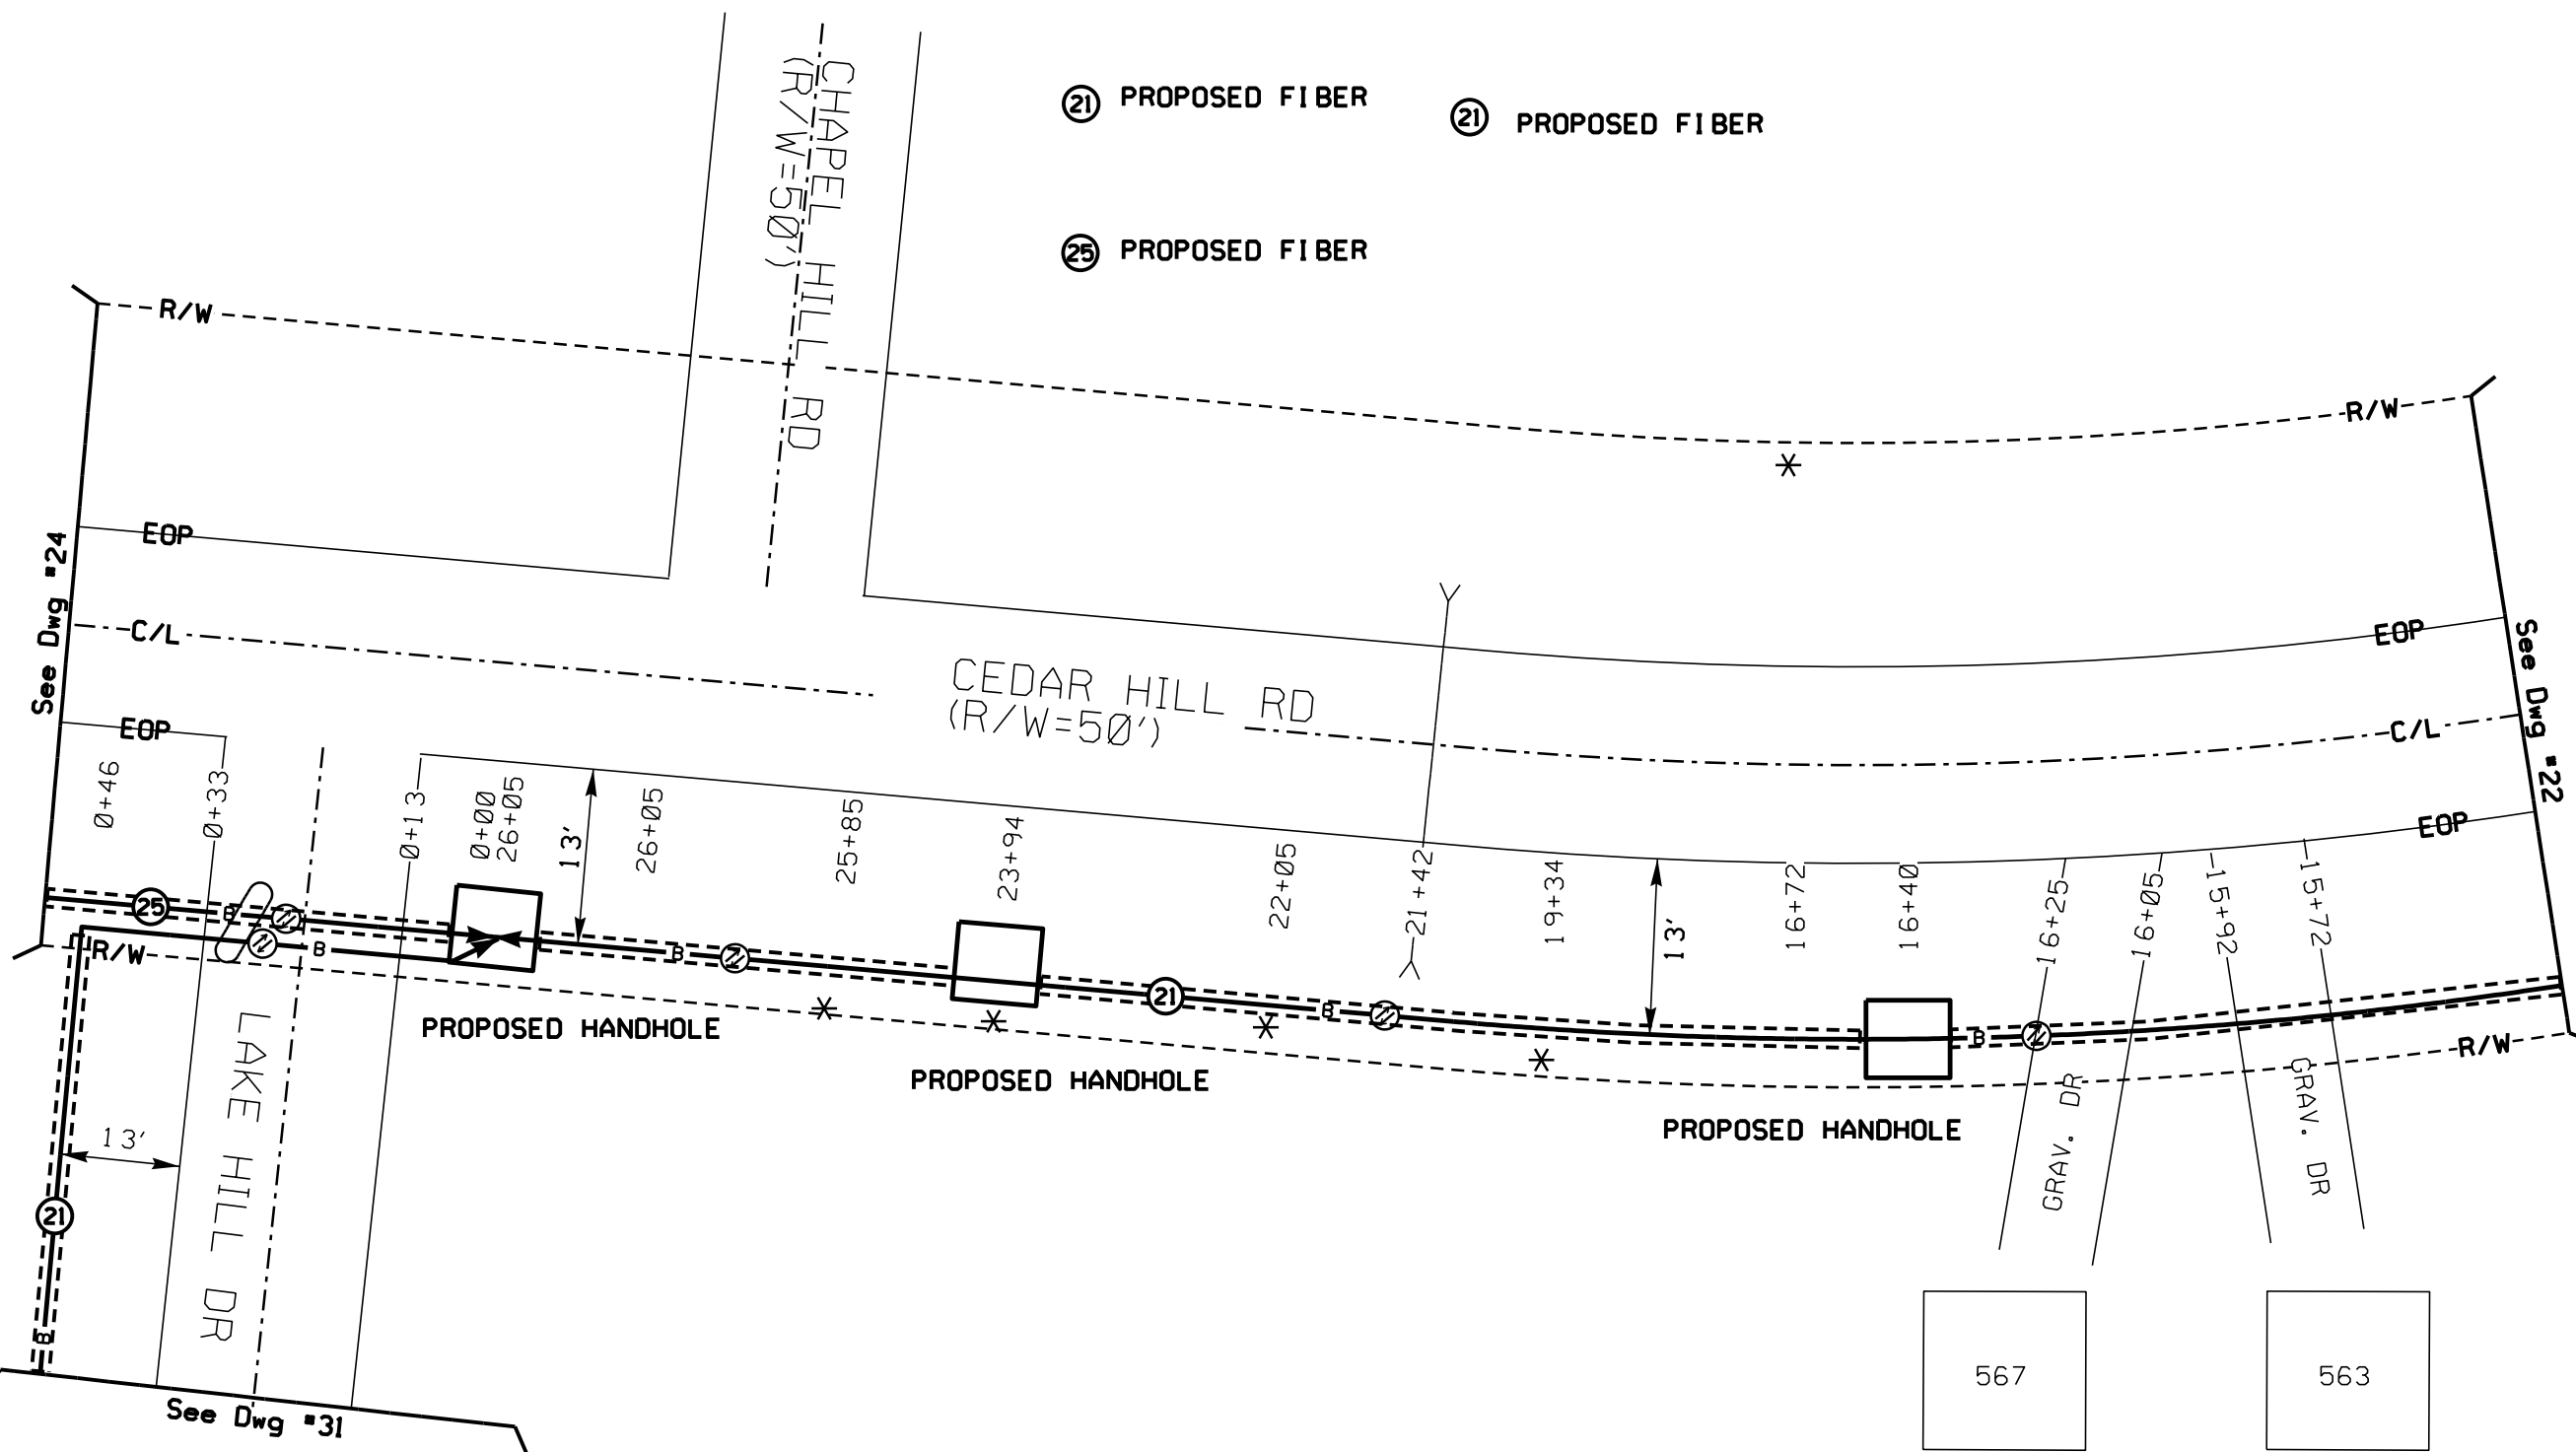 CHAPEL HILL RD
(R/W=50')
21 PROPOSED FIBER
21 PROPOSED FIBER
25 PROPOSED FIBER
R/W
R/W
See Dwg #24
EOP
C/L
EOP
CEDAR HILL RD
(R/W=50')
EOP
C/L
EOP
See Dwg #22
0+46
0+33
0+13
0+00
26+05
13'
26+05
25+85
23+94
22+05
21+42
19+34
13'
16+72
16+40
16+25
16+05
15+92
15+72
25
B
B
R/W
B
21
B
B
R/W
PROPOSED HANDHOLE
PROPOSED HANDHOLE
PROPOSED HANDHOLE
LAKE HILL DR
13'
21
B
GRAV. DR
GRAV. DR
567
563
See Dwg #31